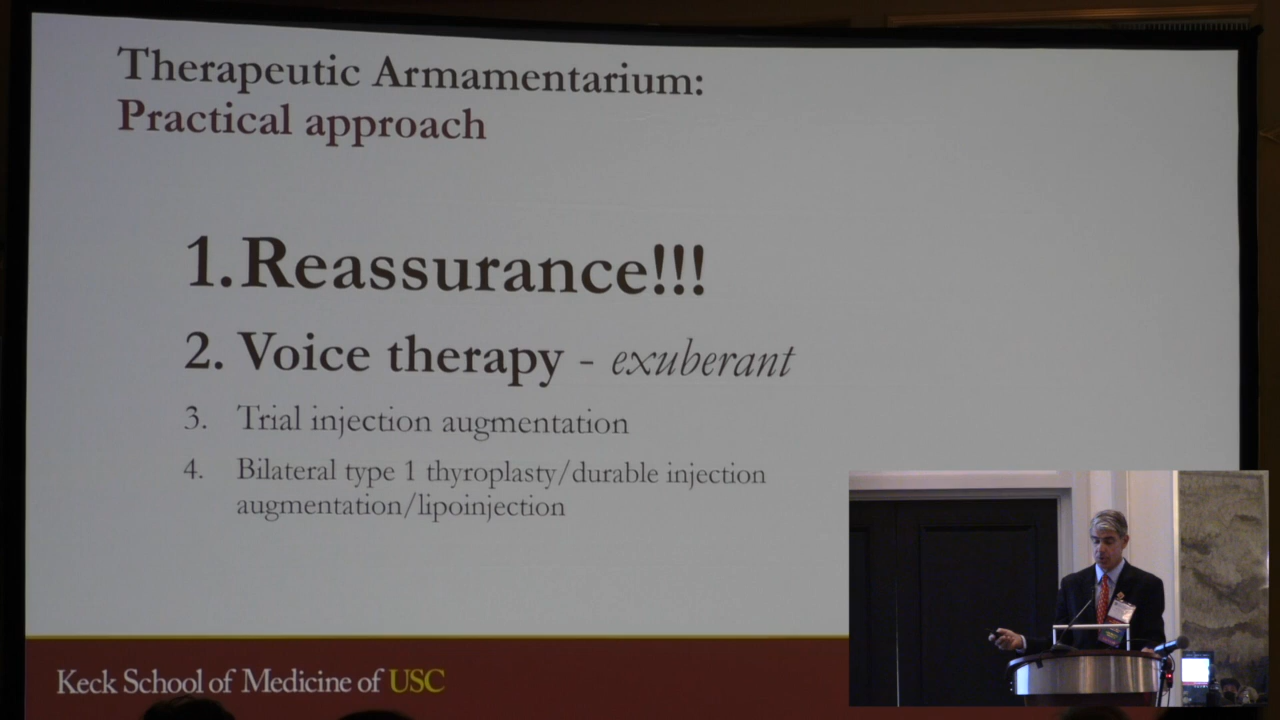 Therapeutic Armamentarium:
Practical approach
1. Reassurance!!!
2. Voice therapy - exuberant
3. Trial injection augmentation
4. Bilateral type 1 thyroplasty/durable injection
augmentation/lipoinjection
Keck School of Medicine of USC